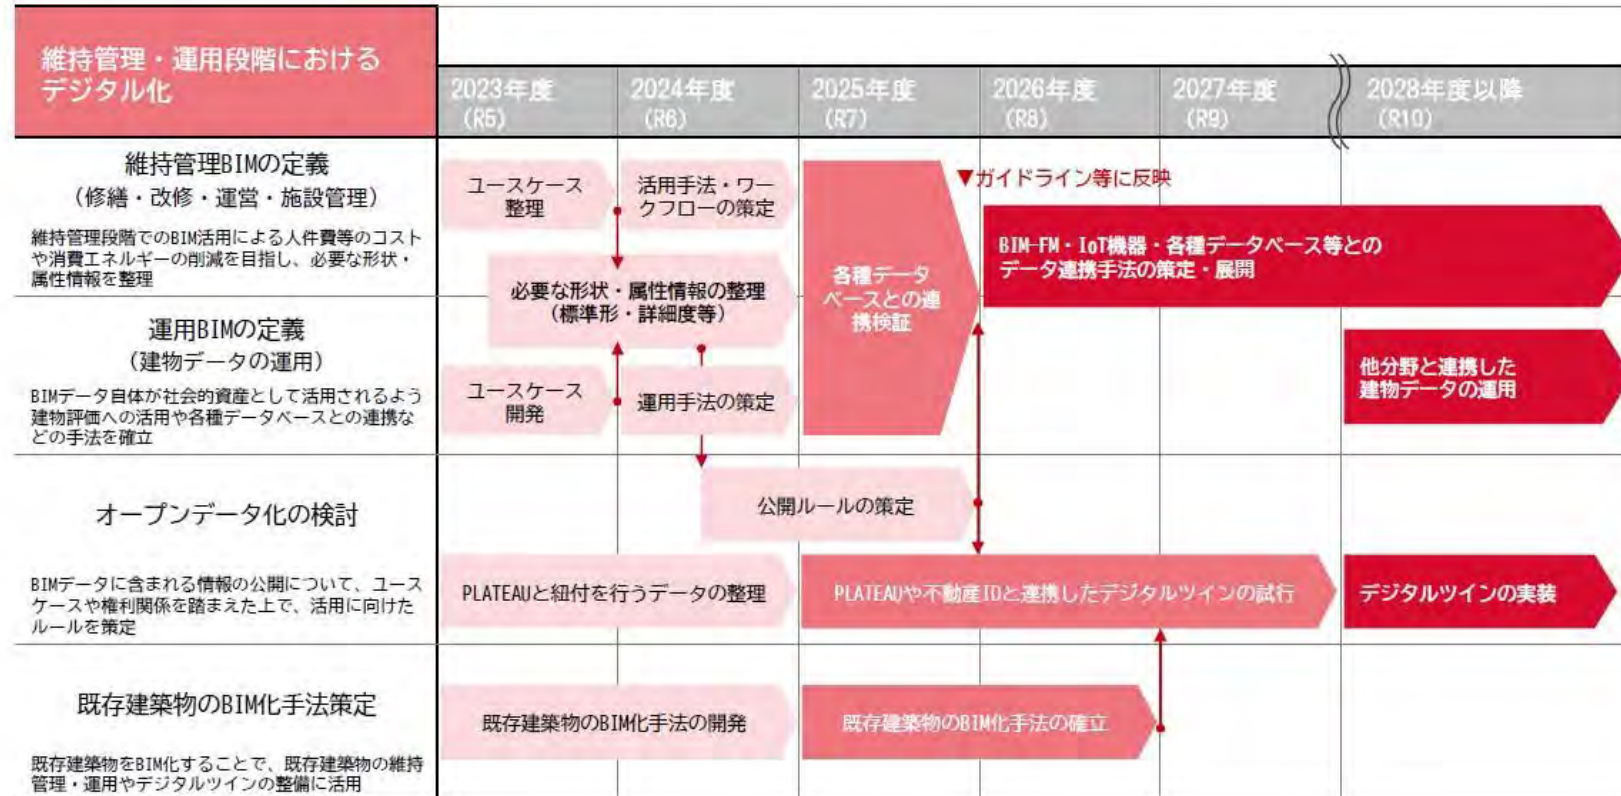 維持管理・運用段階における
デジタル化
2023年度
(R5)
2024年度
(R6)
2025年度
(R7)
2026年度
(R8)
2027年度
(R9)
2028年度以降
(R10)
維持管理BIMの定義
(修繕・改修・運営・施設管理)
維持管理段階でのBIM活用による人件費等のコスト
や消費エネルギーの削減を目指し、必要な形状・
属性情報を整理
ユースケース
整理
活用手法・ワー
クフローの策定
必要な形状・属性情報の整理
(標準形・詳細度等)
各種データ
ベースとの連
携検証
▼ガイドライン等に反映
BIM-FM・IoT機器・各種データベース等との
データ連携手法の策定・展開
運用BIMの定義
(建物データの運用)
BIMデータ自体が社会的資産として活用されるよう
建物評価への活用や各種データベースとの連携な
どの手法を確立
ユースケース
開発
運用手法の策定
他分野と連携した
建物データの運用
オープンデータ化の検討
BIMデータに含まれる情報の公開について、ユース
ケースや権利関係を踏まえた上で、活用に向けた
ルールを策定
公開ルールの策定
PLATEAUと紐付を行うデータの整理
PLATEAUや不動産IDと連携したデジタルツインの試行
デジタルツインの実装
既存建築物のBIM化手法策定
既存建築物をBIM化することで、既存建築物の維持
管理・運用やデジタルツインの整備に活用
既存建築物のBIM化手法の開発
既存建築物のBIM化手法の確立